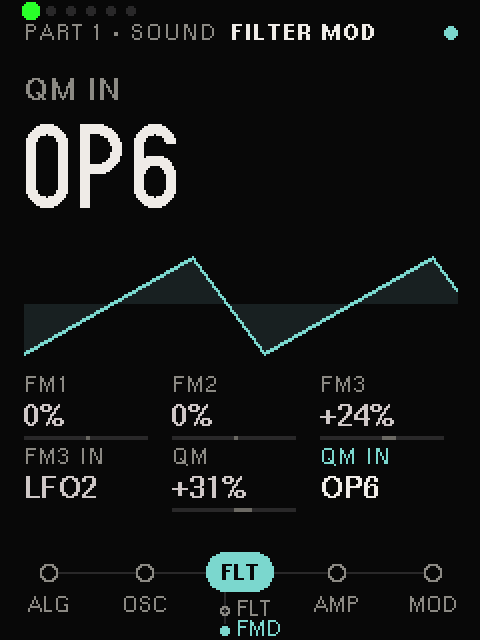 PART 1 · SOUND FILTER MOD
QM IN
OP6
FM1 FM2 FM3
0% 0% +24%
FM3 IN QM QM IN
LFO2 +31% OP6
ALG OSC FLT AMP MOD
FLT
FMD